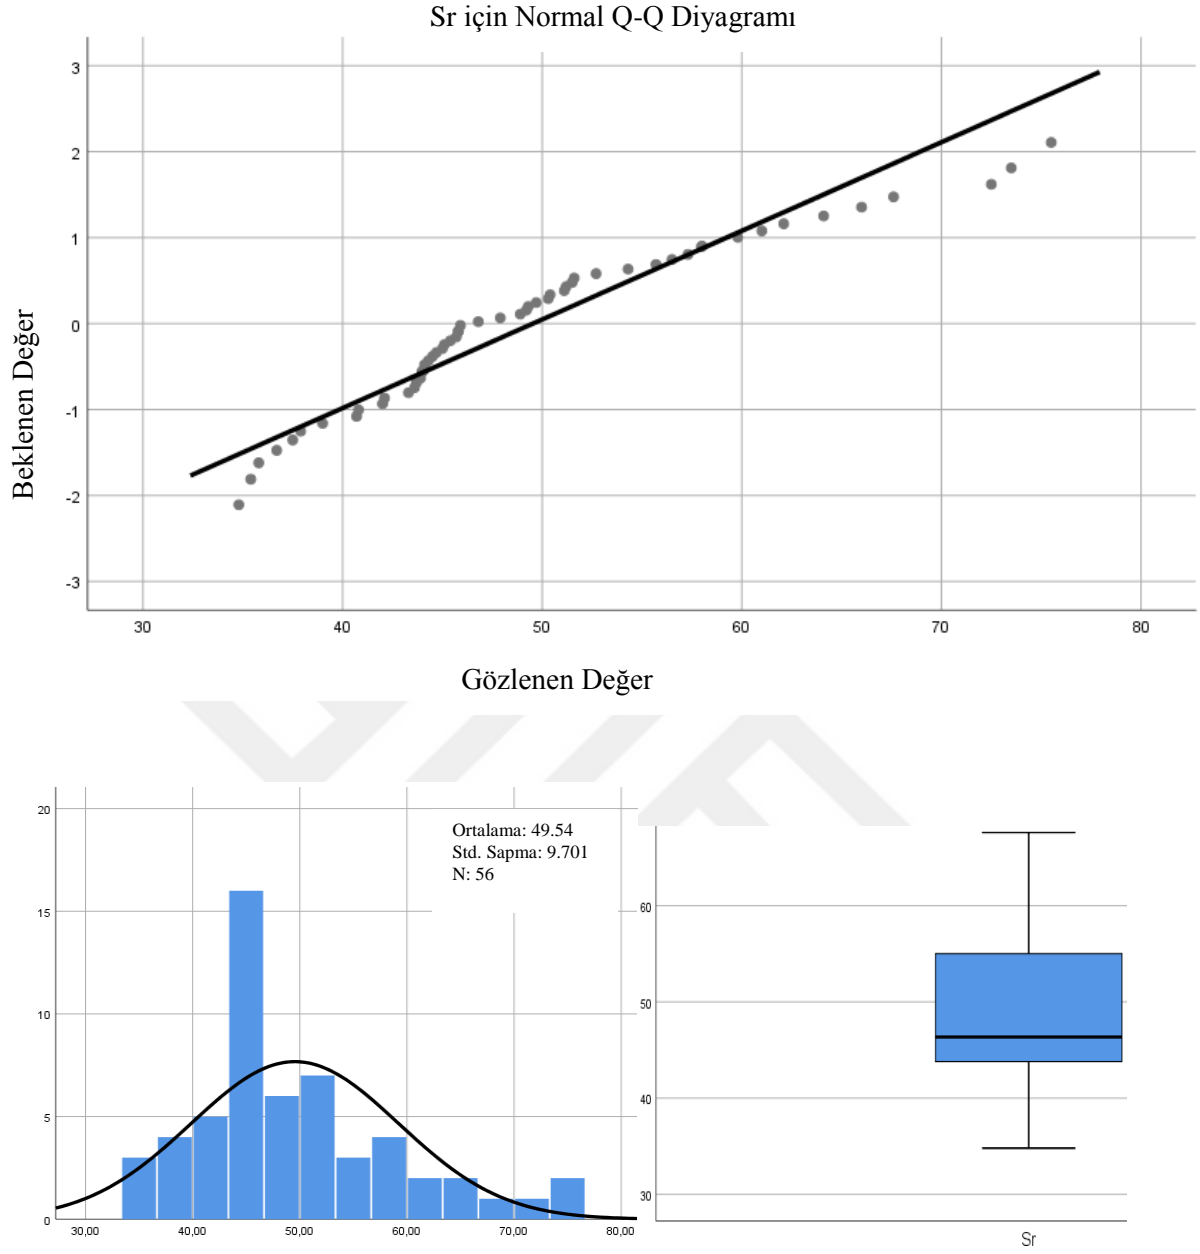 Sr için Normal Q-Q Diyagramı
3
2
1
0
-1
-2
-3
Beklenen Değer
30 40 50 60 70 80
Gözlenen Değer
20
15
10
5
0
Ortalama: 49.54
Std. Sapma: 9.701
N: 56
30,00 40,00 50,00 60,00 70,00 80,00
60
50
40
30
Sr